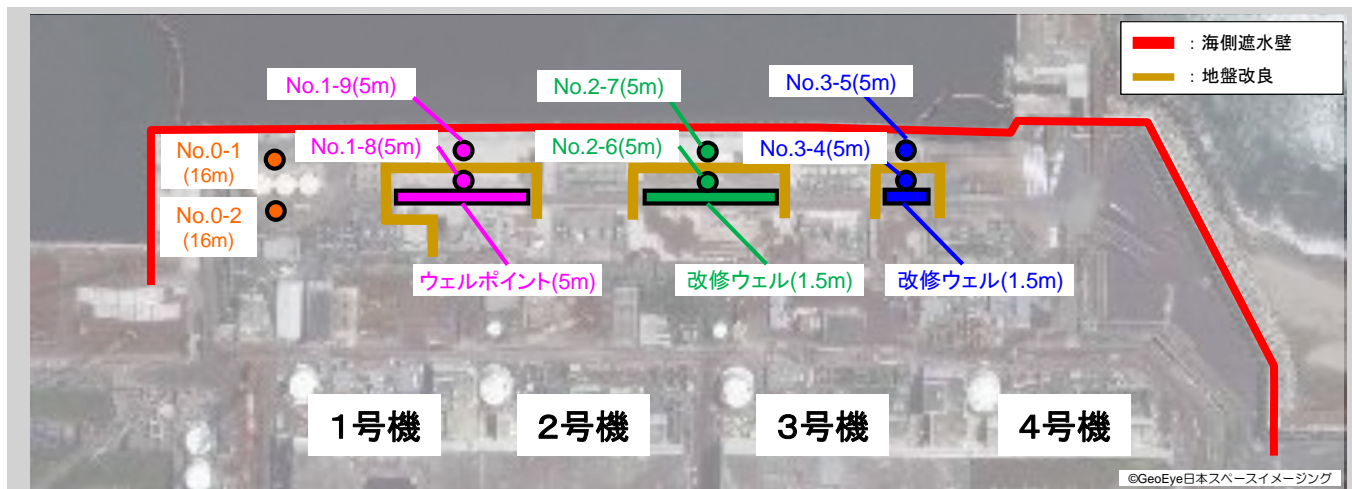 ：海側遮水壁
：地盤改良
No.1-9(5m)
No.2-7(5m)
No.3-5(5m)
No.0-1
(16m)
No.1-8(5m)
No.2-6(5m)
No.3-4(5m)
No.0-2
(16m)
ウェルポイント(5m)
改修ウェル(1.5m)
改修ウェル(1.5m)
１号機
２号機
３号機
４号機
©GeoEye日本スペースイメージング